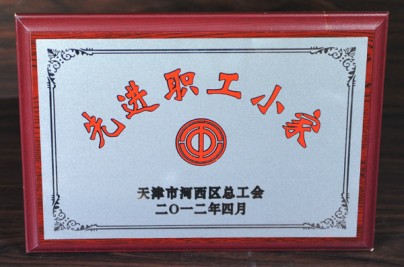 先进职工小家
天津市河西区总工会
二〇一二年四月